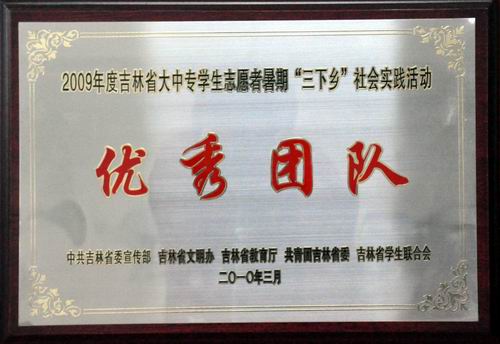 2009年度吉林省大中专学生志愿者暑期“三下乡”社会实践活动
优秀团队
中共吉林省委宣传部 吉林省文明办 吉林省教育厅 共青团吉林省委 吉林省学生联合会
二〇一〇年三月